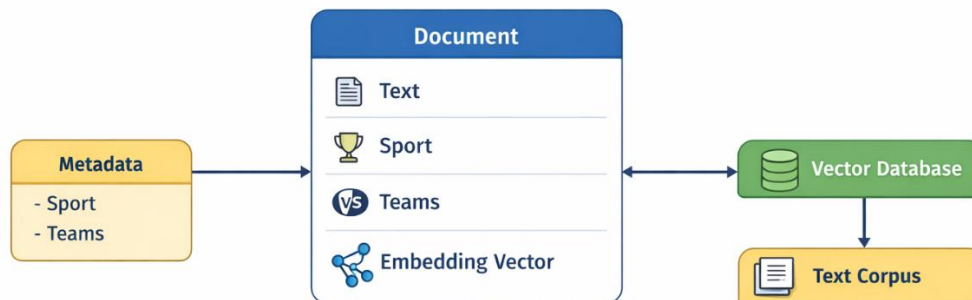 Document
Text
Sport
VS
Teams
Embedding Vector
Metadata
- Sport
- Teams
Vector Database
Text Corpus